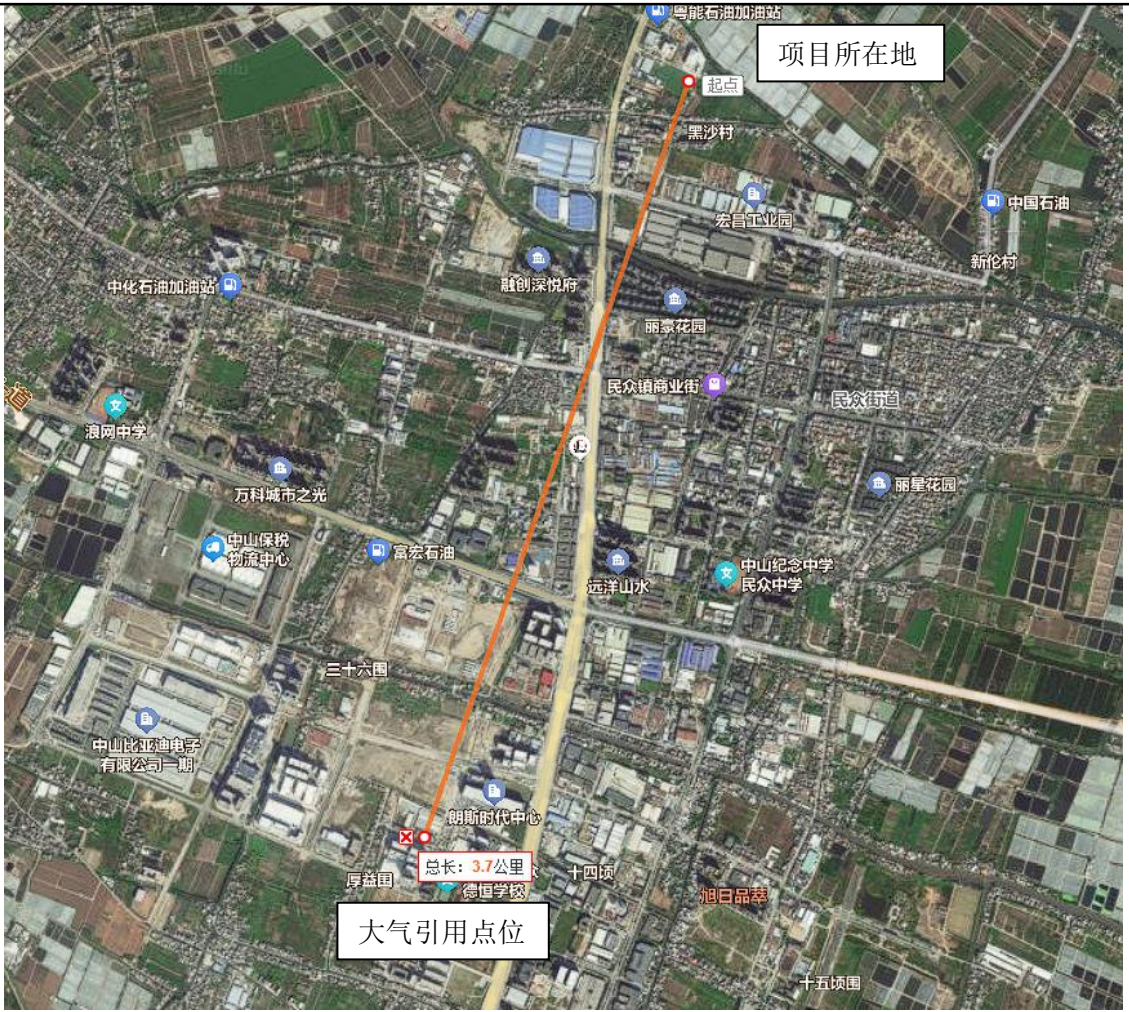 粤能石油加油站
项目所在地
起点
黑沙村
宏昌工业园
中国石油
新伦村
融创深悦府
中化石油加油站
丽豪花园
民众镇商业街
民众街道
道
浪网中学
万科城市之光
丽星花园
中山保税
物流中心
富宏石油
远洋山水
中山纪念中学
民众中学
三十六围
中山比亚迪电子
有限公司一期
朗斯时代中心
总长：3.7公里
厚益围
德恒学校
十四顷
旭日品萃
大气引用点位
十五顷围